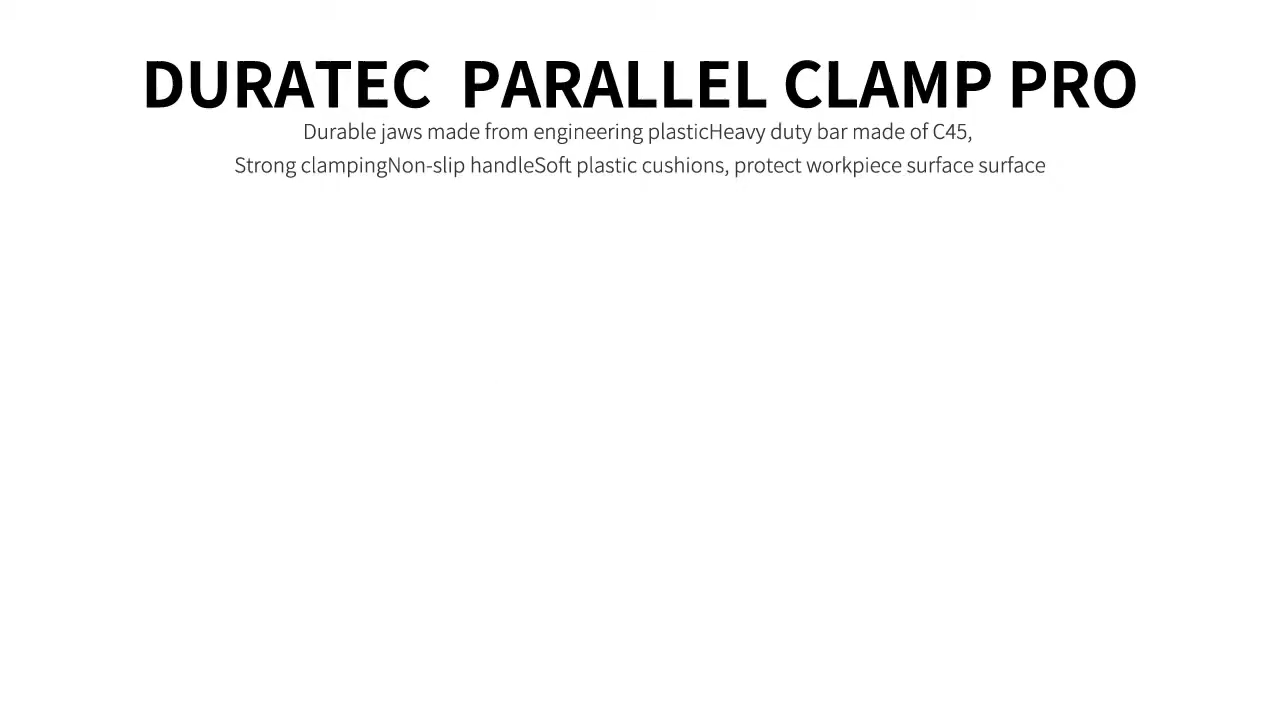 DURATEC  PARALLEL CLAMP PRO
Durable jaws made from engineering plasticHeavy duty bar made of C45,
Strong clampingNon-slip handleSoft plastic cushions, protect workpiece surface surface